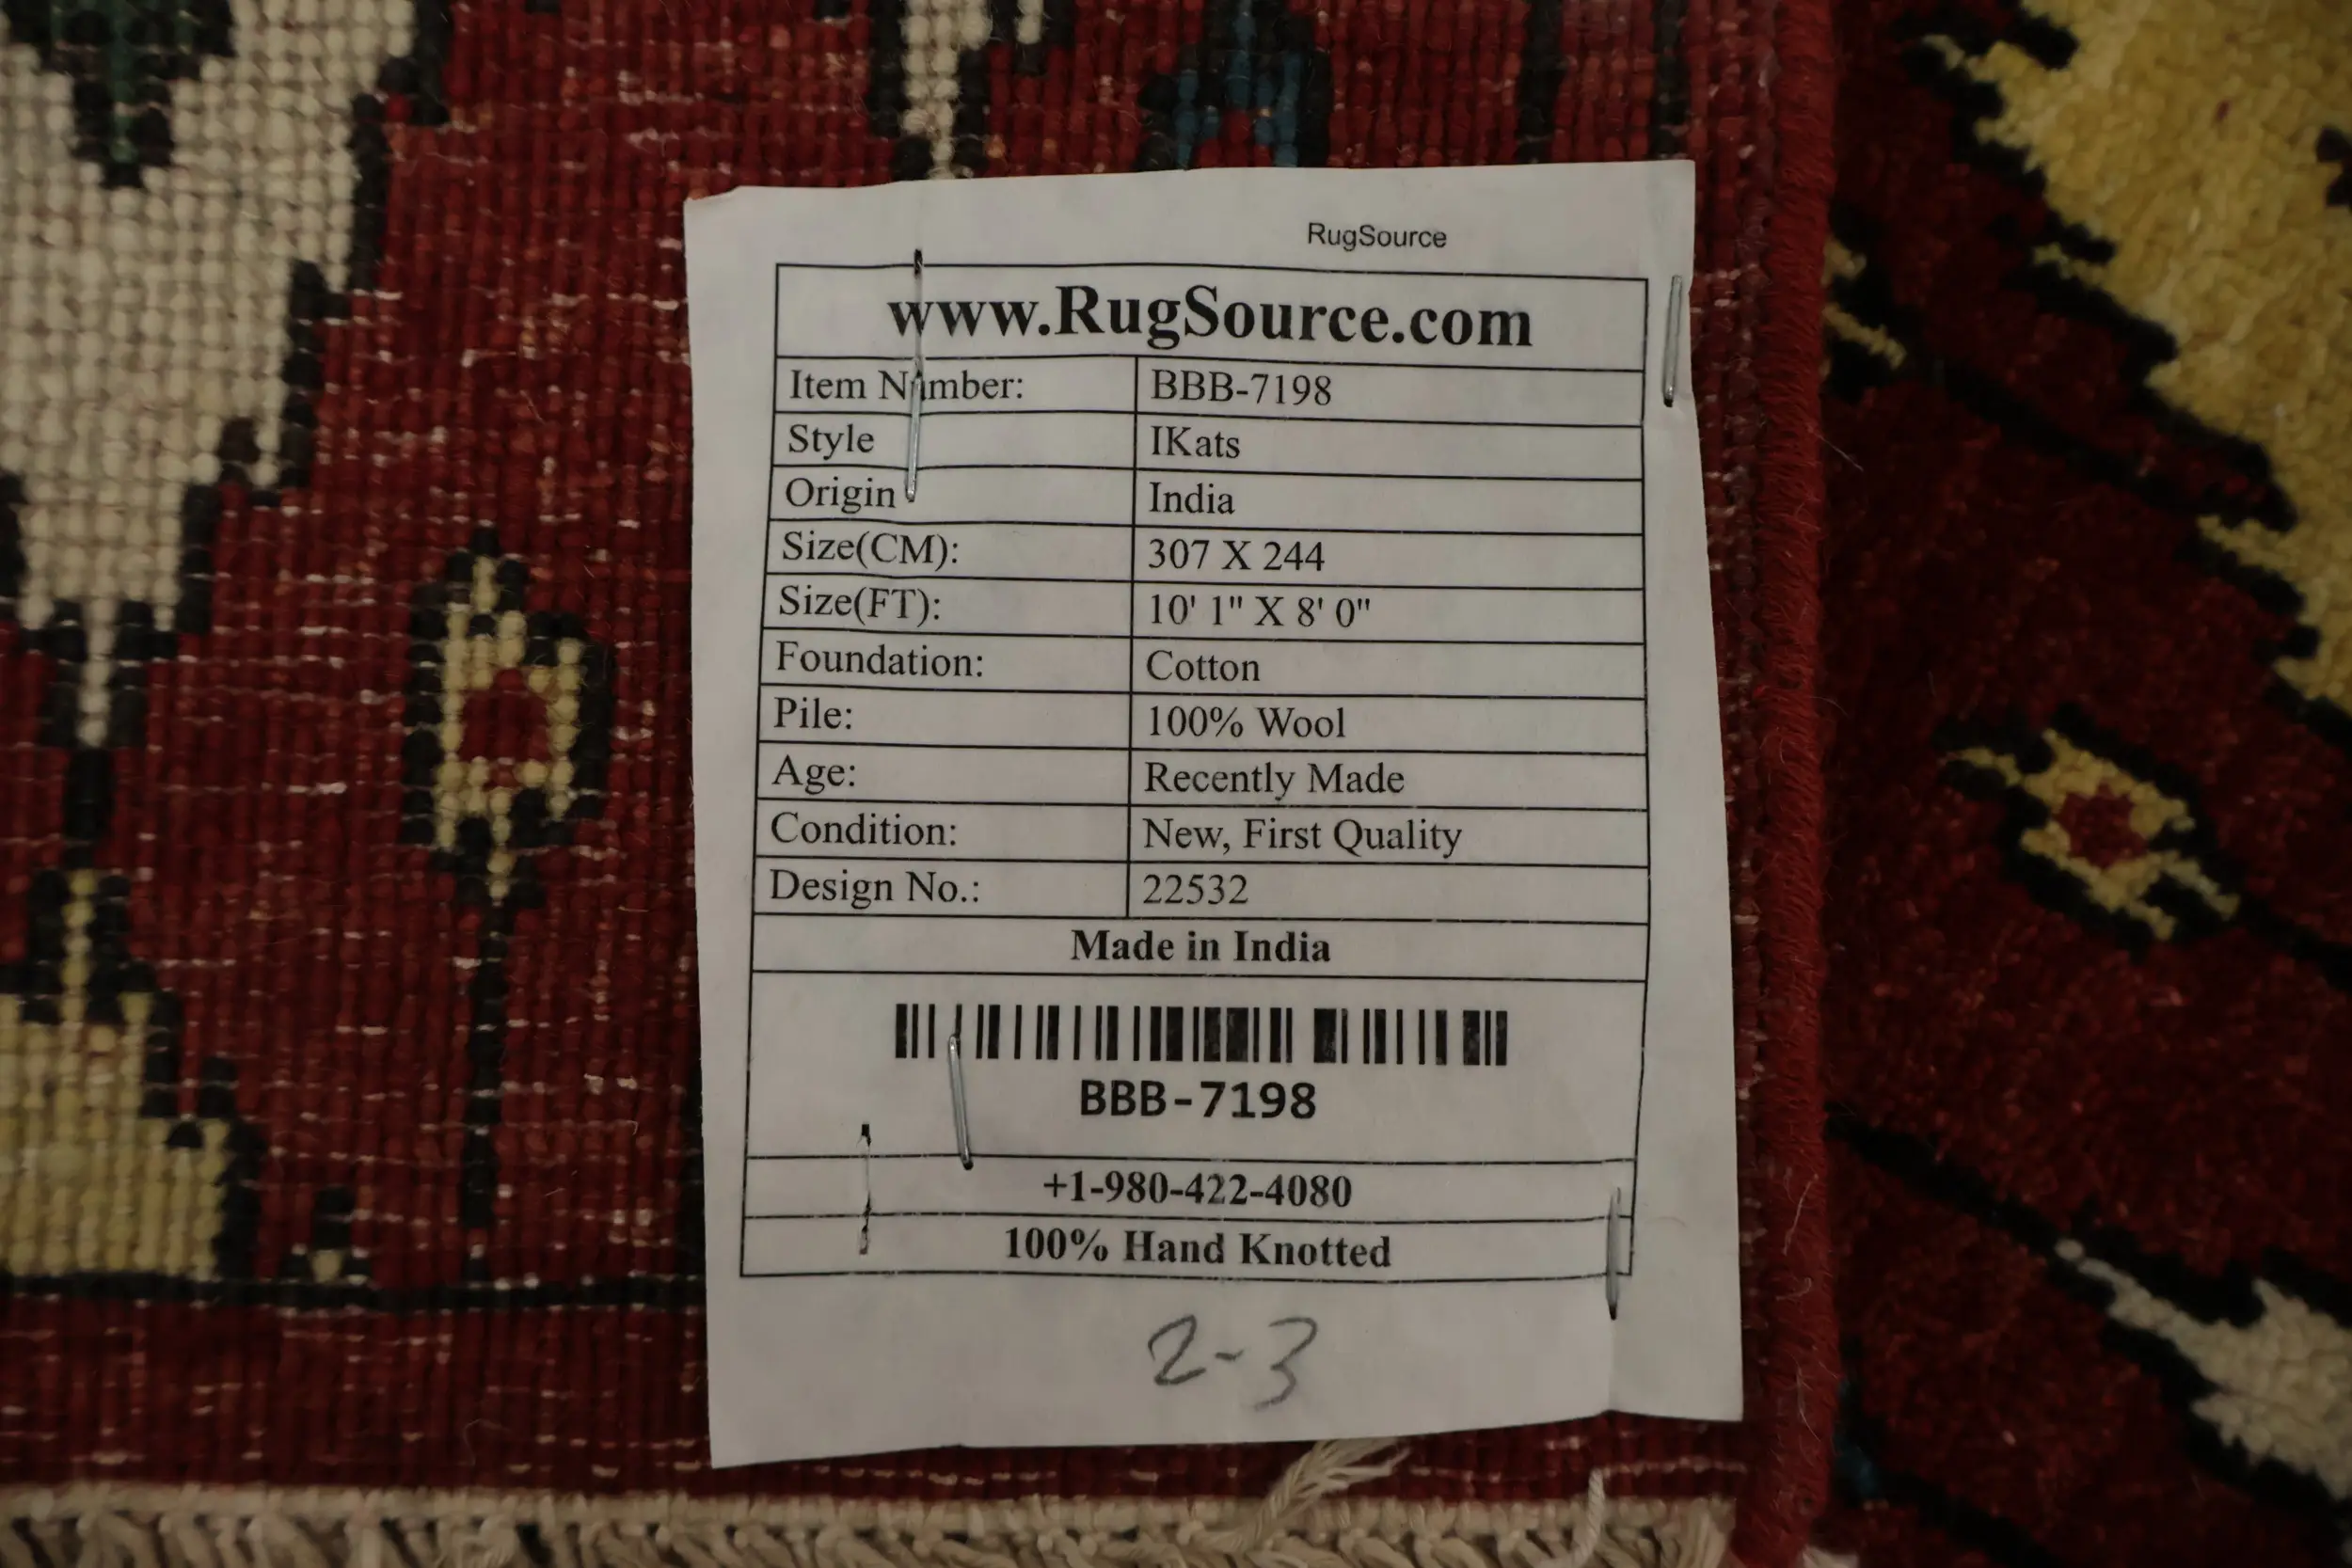 RugSource
www.RugSource.com
Item Number: BBB-7198
Style IKats
Origin India
Size(CM): 307 X 244
Size(FT): 10' 1" X 8' 0"
Foundation: Cotton
Pile: 100% Wool
Age: Recently Made
Condition: New, First Quality
Design No.: 22532
Made in India
BBB-7198
+1-980-422-4080
100% Hand Knotted
2-3